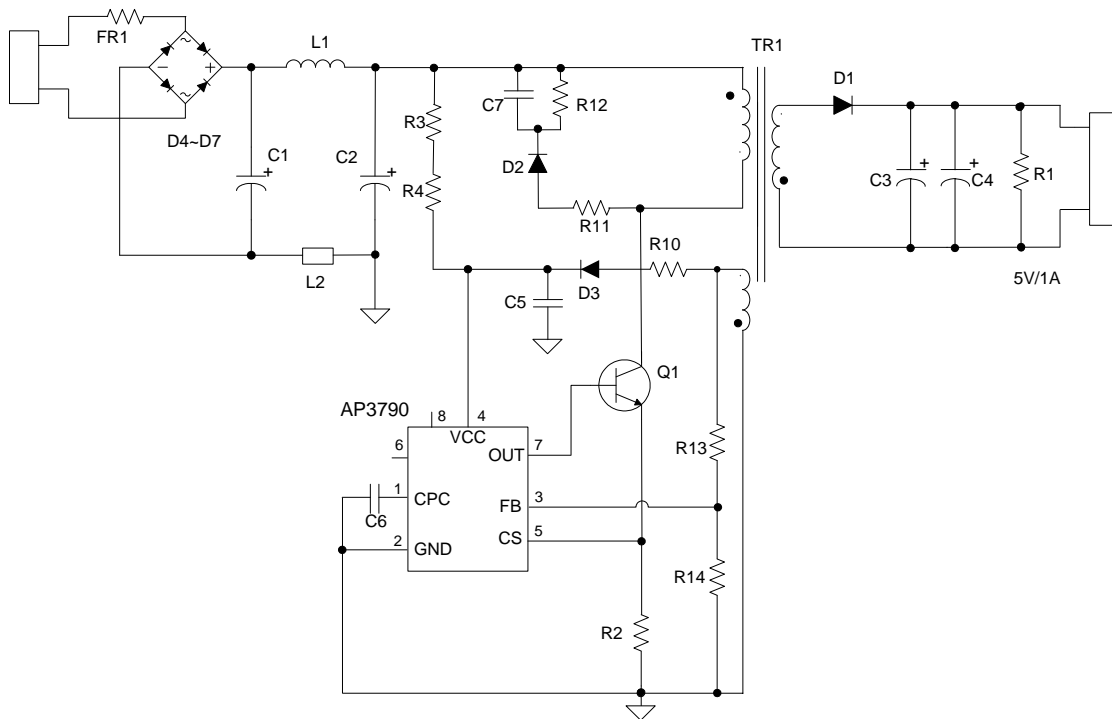 TR1
FR1
L1
D1
~
− +
~
C7
R12
R3
D4~D7
C1
+
C2
+
D2
R4
C3
+
C4
+
R1
R11
R10
L2
C5
D3
5V/1A
Q1
AP3790
8
4
VCC
6
OUT
7
R13
1
CPC
FB
3
C6
CS
5
2
GND
R14
R2